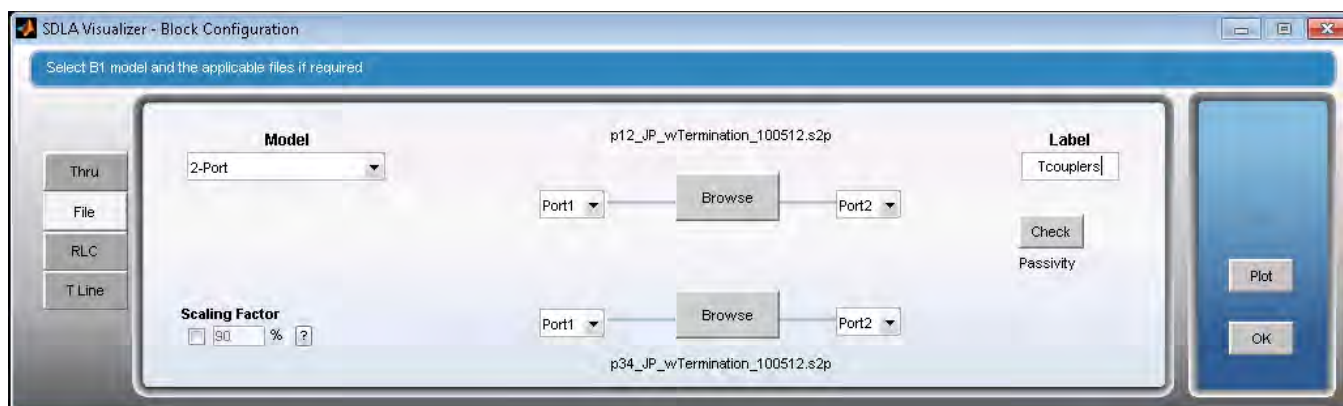 SDLA Visualizer - Block Configuration
Select B1 model and the applicable files if required
Thru
File
RLC
T Line
Model
2-Port
Scaling Factor
90 % ?
p12_JP_wTermination_100512.s2p
Port1 Browse Port2
Port1 Browse Port2
p34_JP_wTermination_100512.s2p
Label
Tcouplers
Check
Passivity
Plot
OK